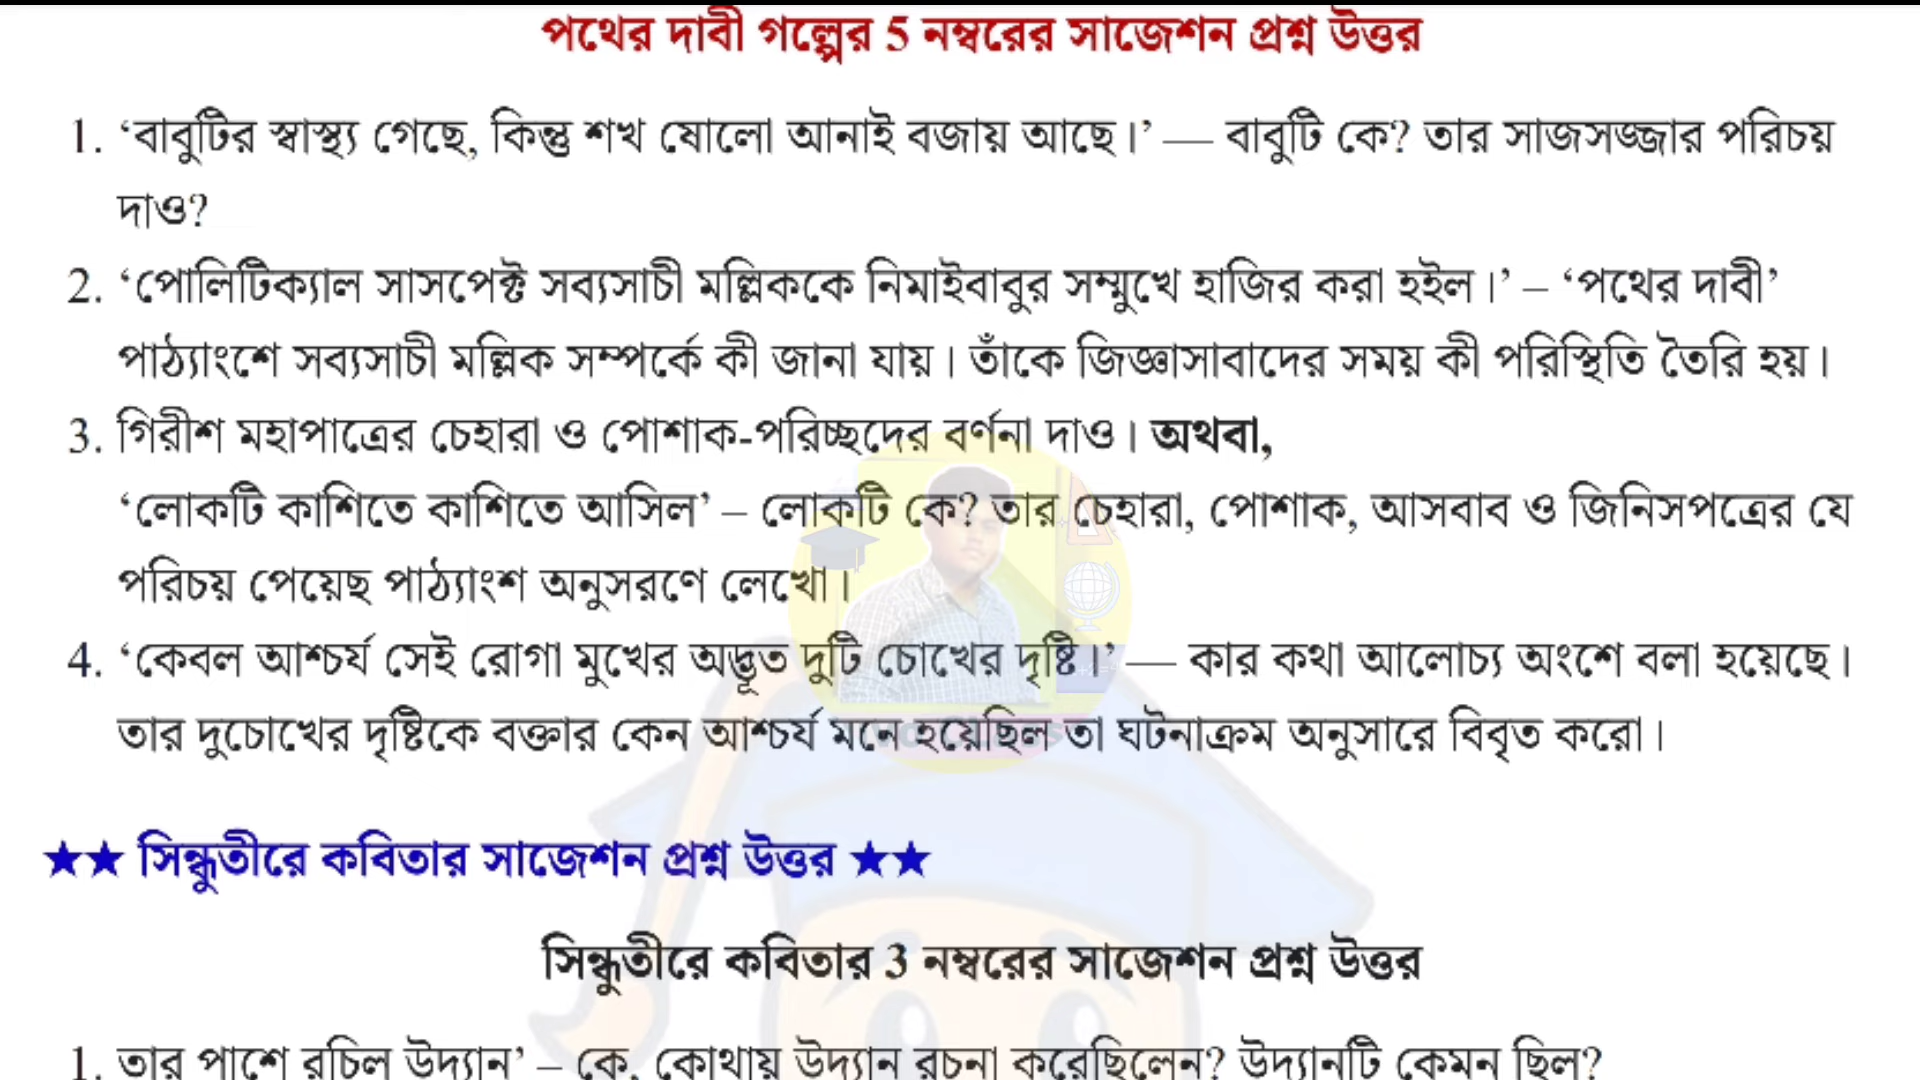 পথের দাবী গল্পের 5 নম্বরের সাজেশন প্রশ্ন উত্তর
1. ‘বাবুটির স্বাস্থ্য গেছে, কিন্তু শখ ষোলো আনাই বজায় আছে।’ — বাবুটি কে? তার সাজসজ্জার পরিচয়
দাও?
2. ‘পোলিটিক্যাল সাসপেক্ট সব্যসাচী মল্লিককে নিমাইবাবুর সম্মুখে হাজির করা হইল।’ – ‘পথের দাবী’
পাঠ্যাংশে সব্যসাচী মল্লিক সম্পর্কে কী জানা যায়। তাঁকে জিজ্ঞাসাবাদের সময় কী পরিস্থিতি তৈরি হয়।
3. গিরীশ মহাপাত্রের চেহারা ও পোশাক-পরিচ্ছদের বর্ণনা দাও। অথবা,
‘লোকটি কাশিতে কাশিতে আসিল’ – লোকটি কে? তার চেহারা, পোশাক, আসবাব ও জিনিসপত্রের যে
পরিচয় পেয়েছ পাঠ্যাংশ অনুসরণে লেখো।
4. ‘কেবল আশ্চর্য সেই রোগা মুখের অদ্ভূত দুটি চোখের দৃষ্টি।’ — কার কথা আলোচ্য অংশে বলা হয়েছে।
তার দুচোখের দৃষ্টিকে বক্তার কেন আশ্চর্য মনে হয়েছিল তা ঘটনাক্রম অনুসারে বিবৃত করো।
★★ সিন্ধুতীরে কবিতার সাজেশন প্রশ্ন উত্তর ★★
সিন্ধুতীরে কবিতার 3 নম্বরের সাজেশন প্রশ্ন উত্তর
1. তার পাশে রচিল উদ্যান’ – কে, কোথায় উদ্যান রচনা করেছিলেন? উদ্যানটি কেমন ছিল?